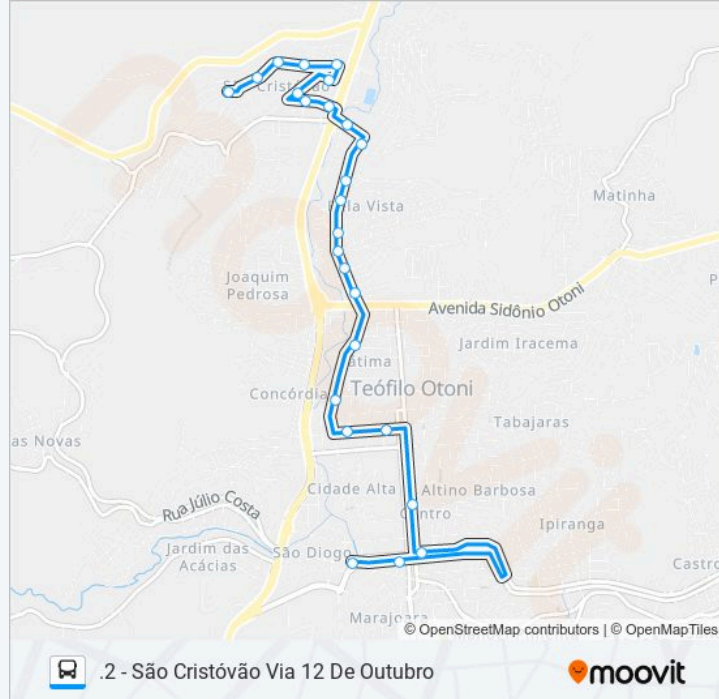 São Cristóvão
Bela Vista
Matinha
Joaquim
Pedrosa
Avenida Sidônio Otoni
Jardim Iracema
átima
Concórdia
Teófilo Otoni
Tabajaras
as Novas
Cidade Alta
Altino Barbosa
Rua Júlio Costa
Centro
Ipiranga
Jardim das
Acácias
São Diogo
Castro
Marajoara
© OpenStreetMap contributors | © OpenMapTiles
.2 - São Cristóvão Via 12 De Outubro
moovit